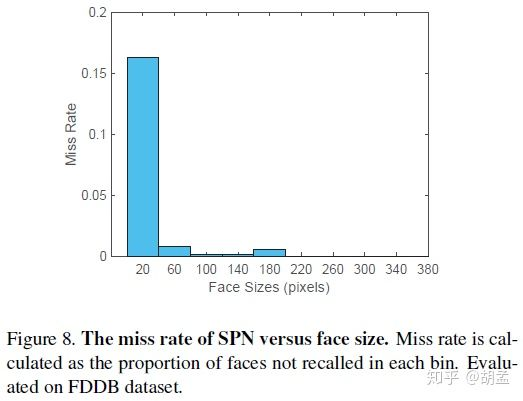 0.2
0.15
0.1
0.05
0
Miss Rate
20 60 100 140 180 220 260 300 340 380
Face Sizes (pixels)
Figure 8. The miss rate of SPN versus face size. Miss rate is cal-
culated as the proportion of faces not recalled in each bin. Evalu-
ated on FDDB dataset.
知乎 @胡孟